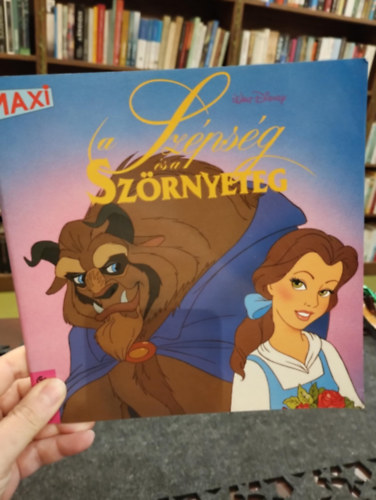 MAXi
WALT DISNEY
a Szépség
és a
SZÖRNYETEG